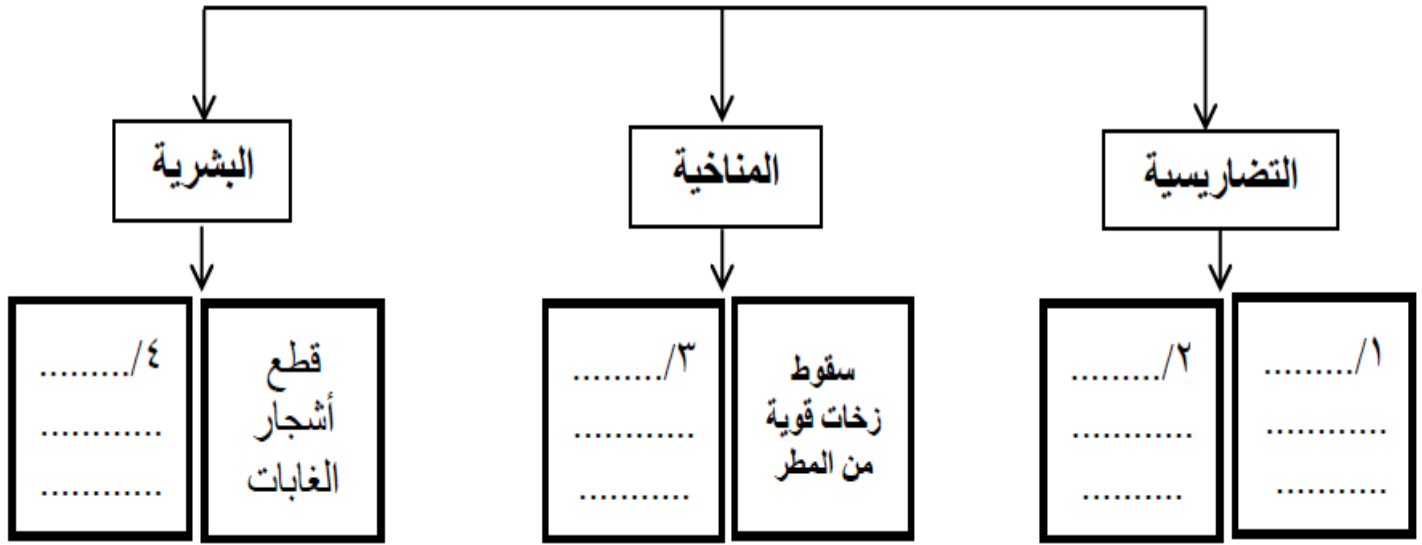 التضاريسية
المناخية
البشرية
١/.........
............
...........
٢/.........
............
..........
سقوط
زخات قوية
من المطر
٣/.........
............
...........
قطع
أشجار
الغابات
٤/.........
............
............